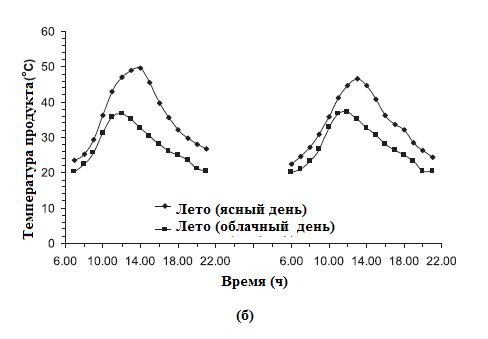 Температура продукта(°С)
60
50
40
30
20
10
0
Лето (ясный день)
Лето (облачный день)
6.00 10.00 14.00 18.00 22.00 6.00 10.00 14.00 18.00 22.00
Время (ч)
(б)